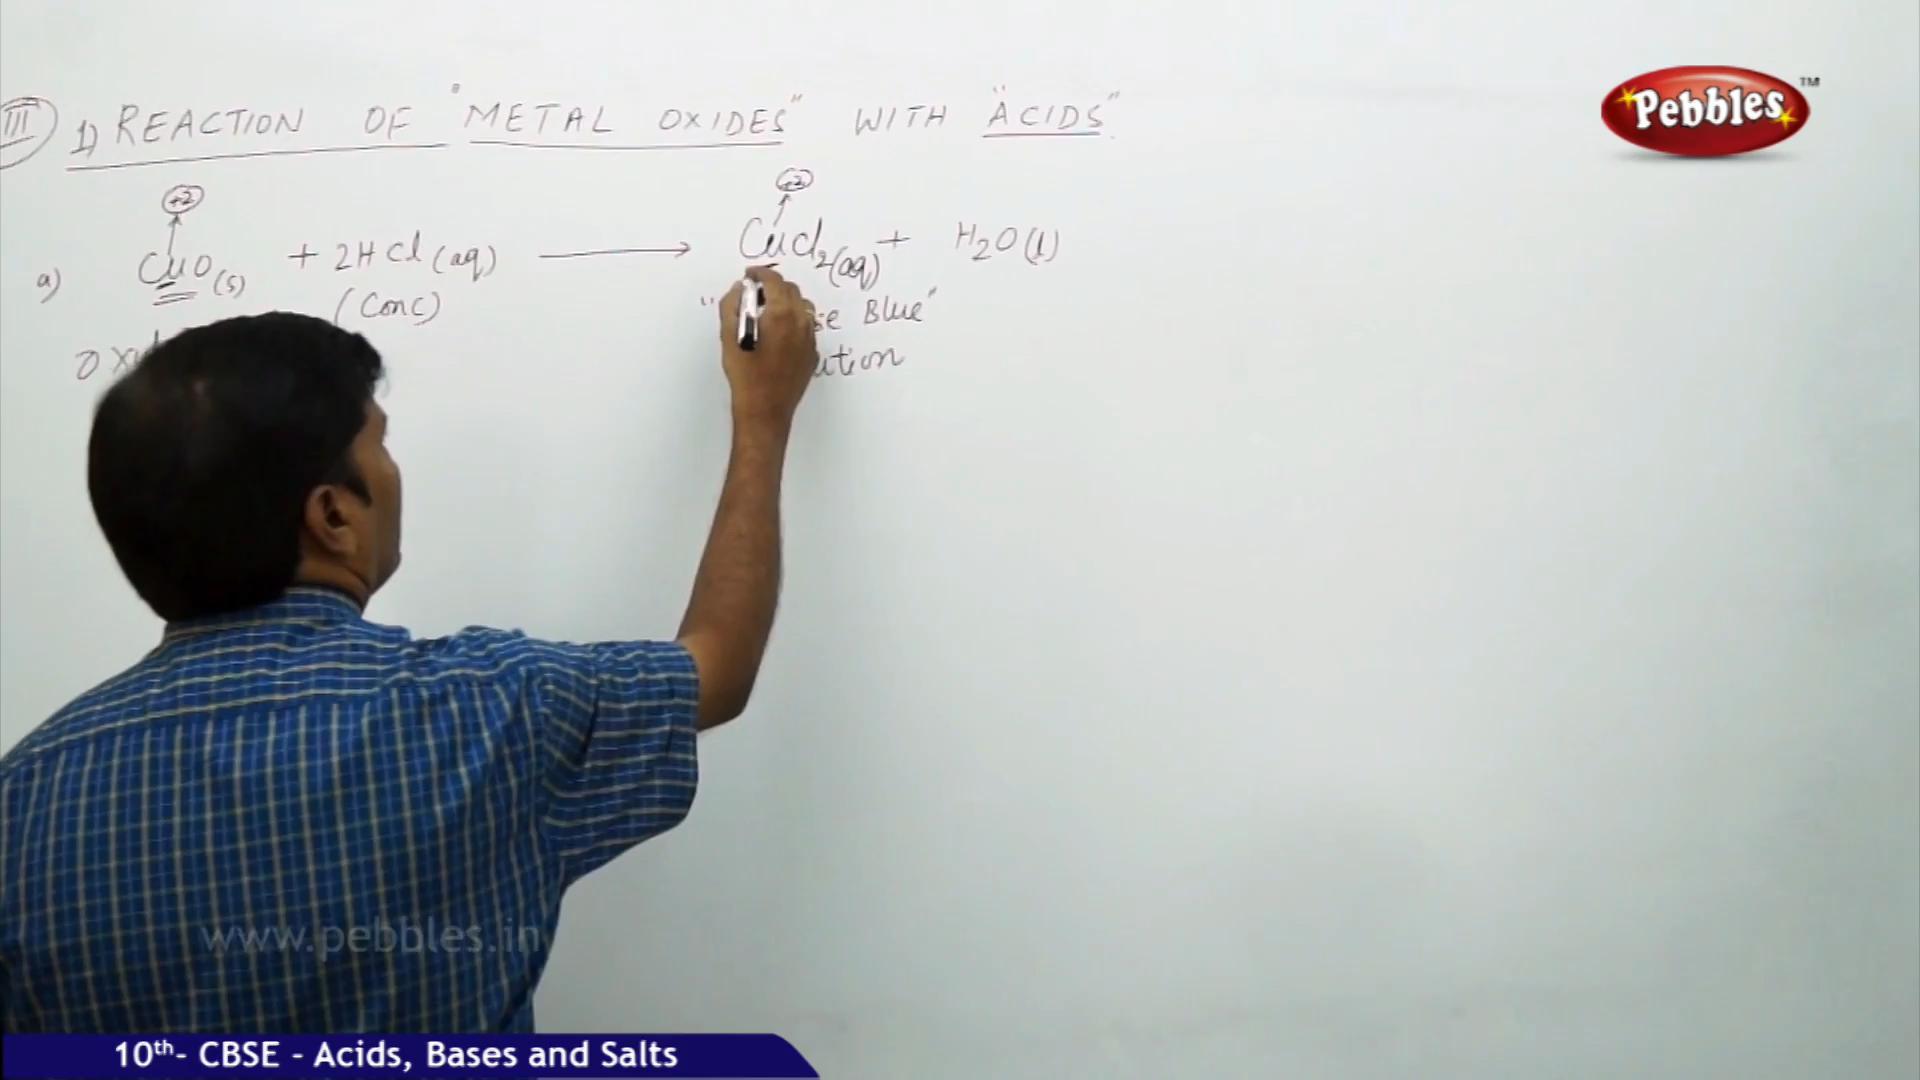 Pebbles™
III 1) REACTION OF "METAL OXIDES" WITH "ACIDS".
+2 +2
a) CuO(s) + 2HCl(aq) → CuCl2(aq) + H2O(l)
(Conc)
Blue"
www.pebbles.in
10th- CBSE - Acids, Bases and Salts